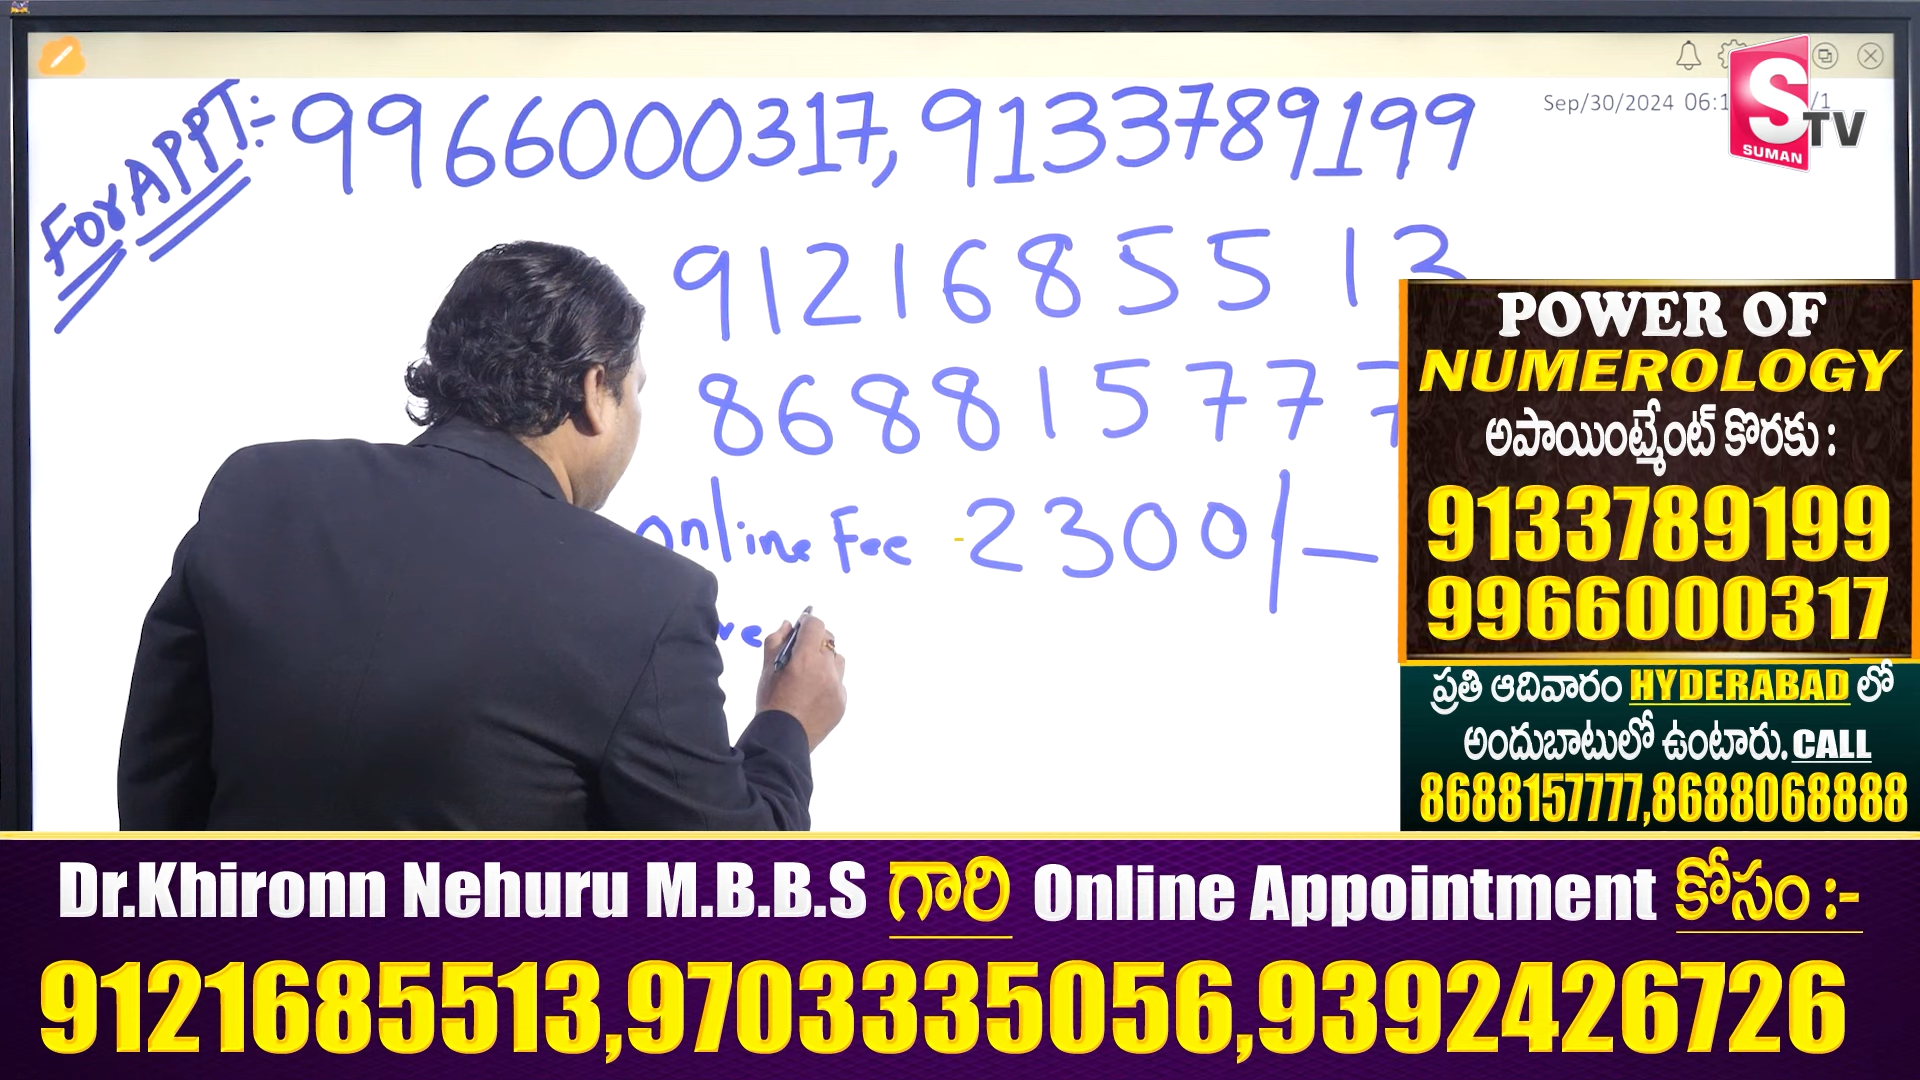 For APPT:- 9966000317, 9133789199
Sep/30/2024 06:1
/1
S TV
SUMAN
9121685513
868815777
online Fee - 2300/-
POWER OF
NUMEROLOGY
అపాయింట్మేంట్ కొరకు :
9133789199
9966000317
ప్రతి ఆదివారం HYDERABAD లో
అందుబాటులో ఉంటారు. CALL
8688157777,8688068888
Dr.Khironn Nehuru M.B.B.S గారి Online Appointment కోసం :-
9121685513,9703335056,9392426726